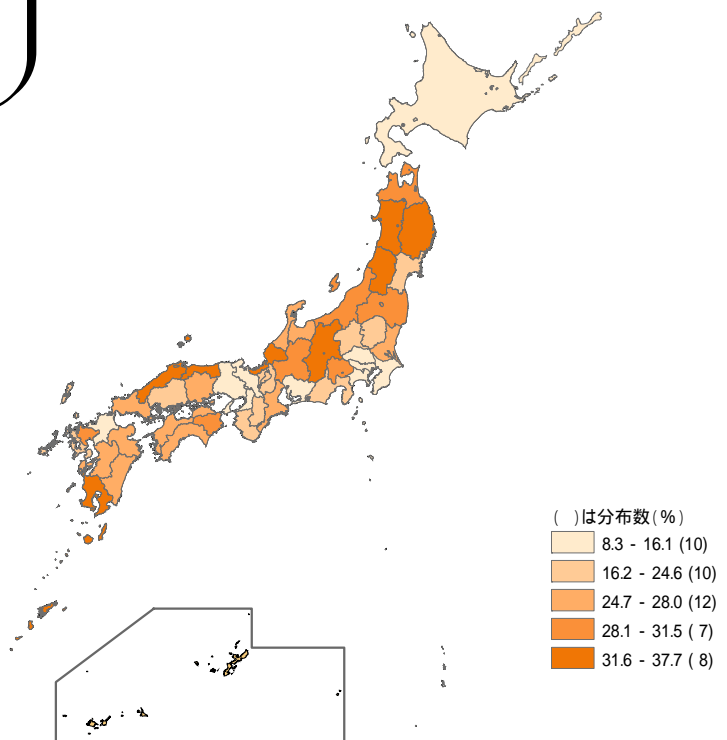 ( )は分布数(%)
8.3 - 16.1 (10)
16.2 - 24.6 (10)
24.7 - 28.0 (12)
28.1 - 31.5 ( 7)
31.6 - 37.7 ( 8)